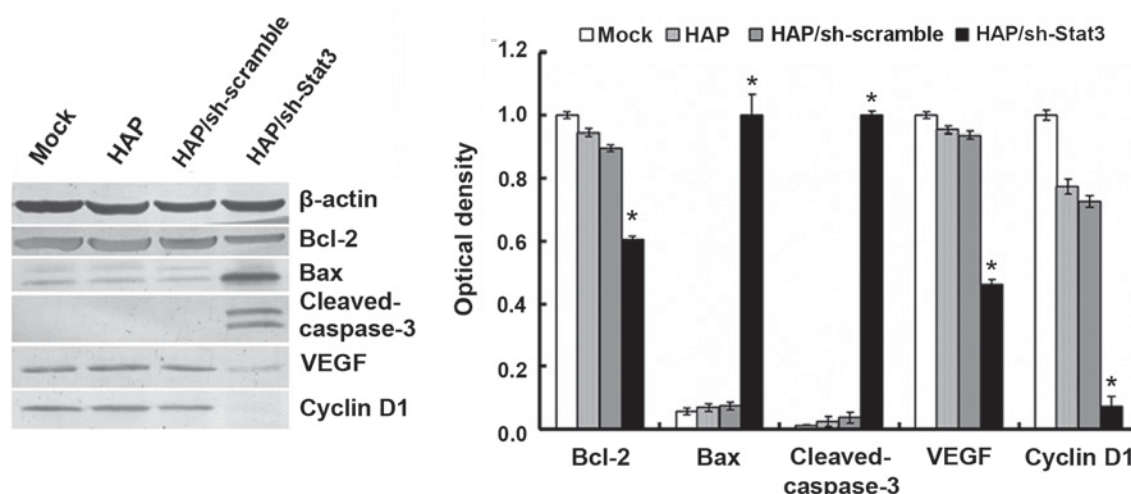 Mock
HAP
HAP/sh-scramble
HAP/sh-Stat3
β-actin
Bcl-2
Bax
Cleaved-
caspase-3
VEGF
Cyclin D1
Mock HAP HAP/sh-scramble HAP/sh-Stat3
Optical density
1.2
1.0
0.8
0.6
0.4
0.2
0.0
* * * * *
Bcl-2 Bax Cleaved- VEGF Cyclin D1
caspase-3